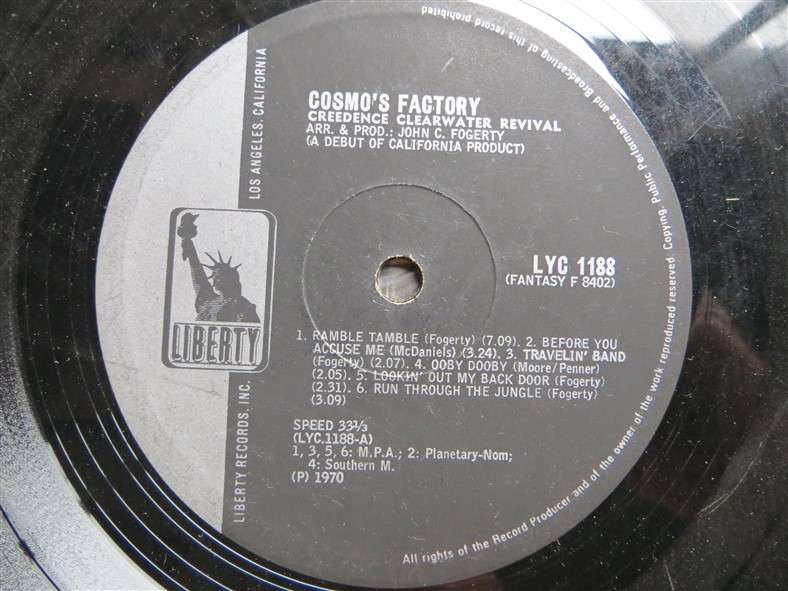 COSMO'S FACTORY
CREEDENCE CLEARWATER REVIVAL
ARR. & PROD.: JOHN C. FOGERTY
(A DEBUT OF CALIFORNIA PRODUCT)
LYC 1188
(FANTASY F 8402)
1. RAMBLE TAMBLE (Fogerty) (7.09). 2. BEFORE YOU
ACCUSE ME (McDaniels) (3.24). 3. TRAVELIN' BAND
(Fogerty) (2.07). 4. OOBY DOOBY (Moore/Penner)
(2.05). 5. LOOKIN' OUT MY BACK DOOR (Fogerty)
(2.31). 6. RUN THROUGH THE JUNGLE (Fogerty)
(3.09)
SPEED 33⅓
(LYC.1188-A)
1, 3, 5, 6: M.P.A.; 2: Planetary-Nom;
4: Southern M.
(P) 1970
LIBERTY
LIBERTY RECORDS, INC. LOS ANGELES, CALIFORNIA
All rights of the Record Producer and of the owner of the work reproduced reserved. Copying, Public Performance and Broadcasting of this record prohibited